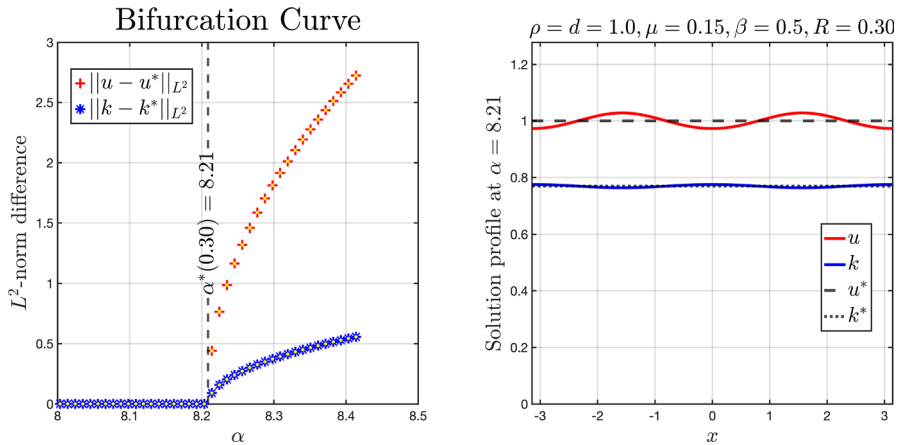 Bifurcation Curve
3
2.5
2
1.5
1
0.5
0
L²-norm difference
||u − u*||_{L²}
||k − k*||_{L²}
α*(0.30) = 8.21
8
8.1
8.2
8.3
8.4
8.5
α
ρ = d = 1.0, μ = 0.15, β = 0.5, R = 0.30
1.2
1
0.8
0.6
0.4
0.2
0
Solution profile at α = 8.21
u
k
u*
k*
-3
-2
-1
0
1
2
3
x